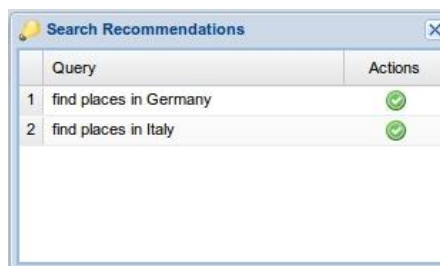 Search Recommendations
Query Actions
1 find places in Germany
2 find places in Italy